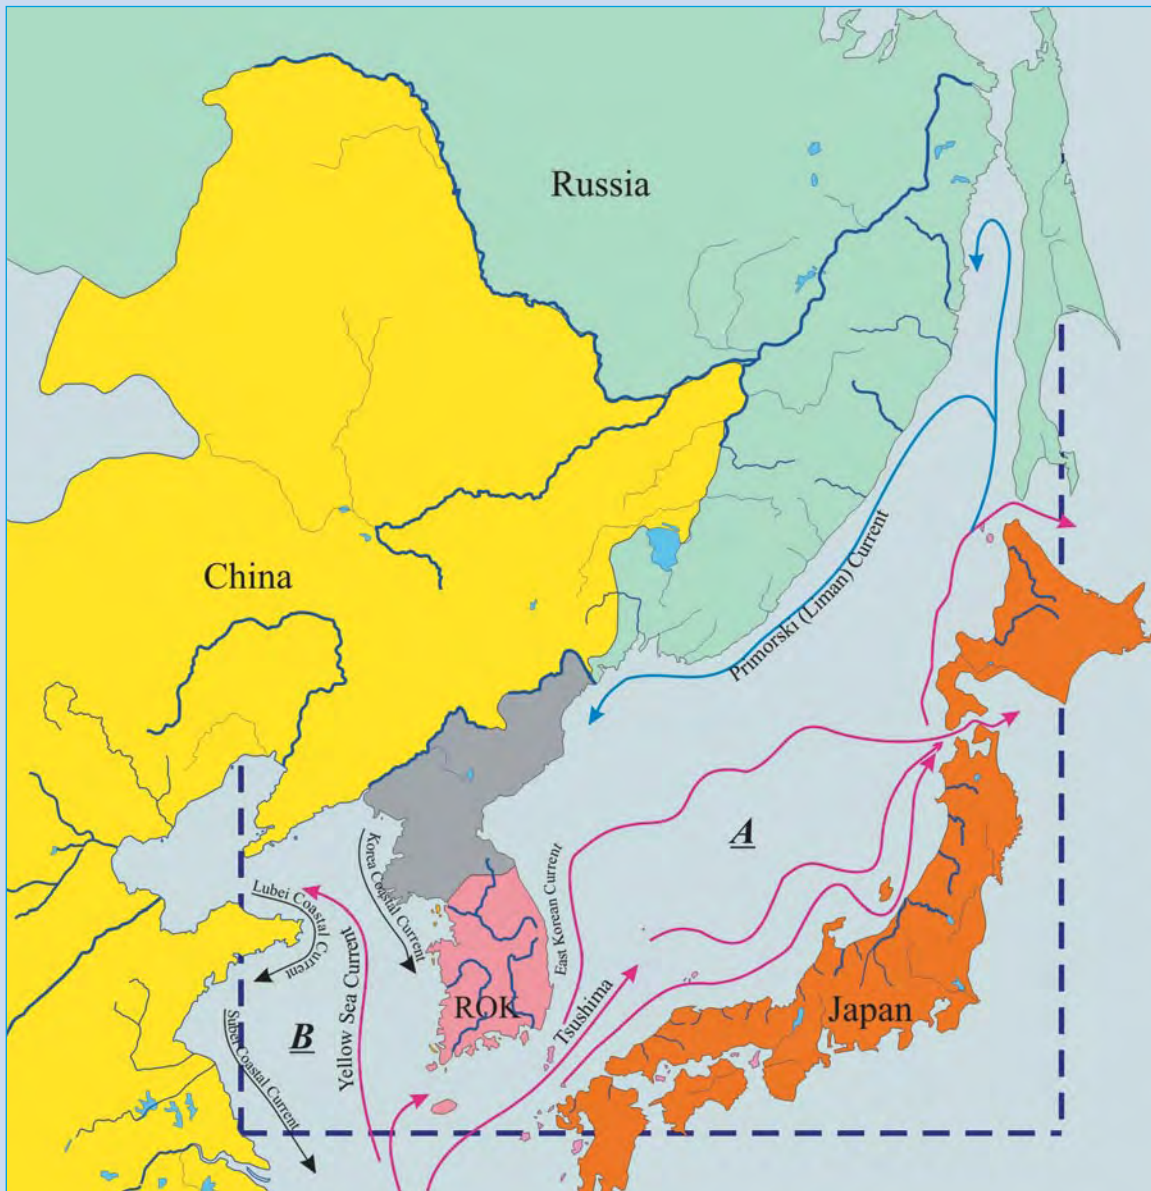 Russia
China
Primorski (Liman) Current
A
Korea Coastal Current
East Korean Current
Lubei Coastal Current
Yellow Sea Current
ROK
Tsushima
Japan
B
Subei Coastal Current